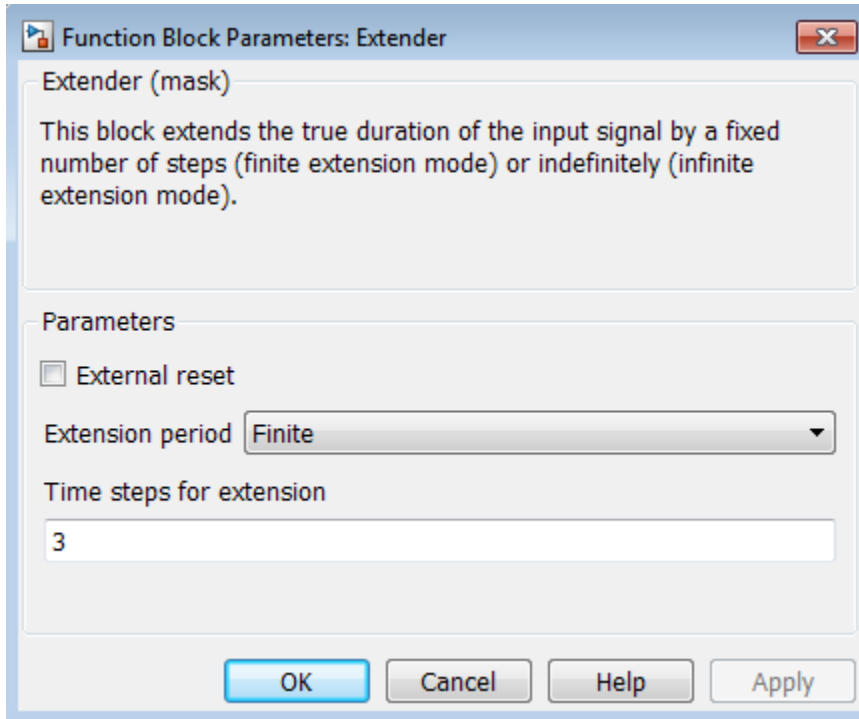 Function Block Parameters: Extender
Extender (mask)
This block extends the true duration of the input signal by a fixed
number of steps (finite extension mode) or indefinitely (infinite
extension mode).
Parameters
External reset
Extension period Finite
Time steps for extension
3
OK Cancel Help Apply